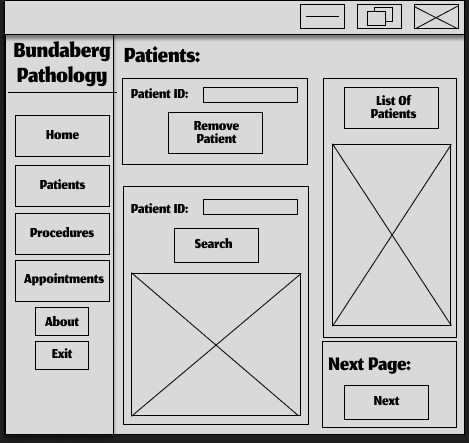 Bundaberg
Pathology
Home
Patients
Procedures
Appointments
About
Exit
Patients:
Patient ID:
Remove
Patient
Patient ID:
Search
List Of
Patients
Next Page:
Next